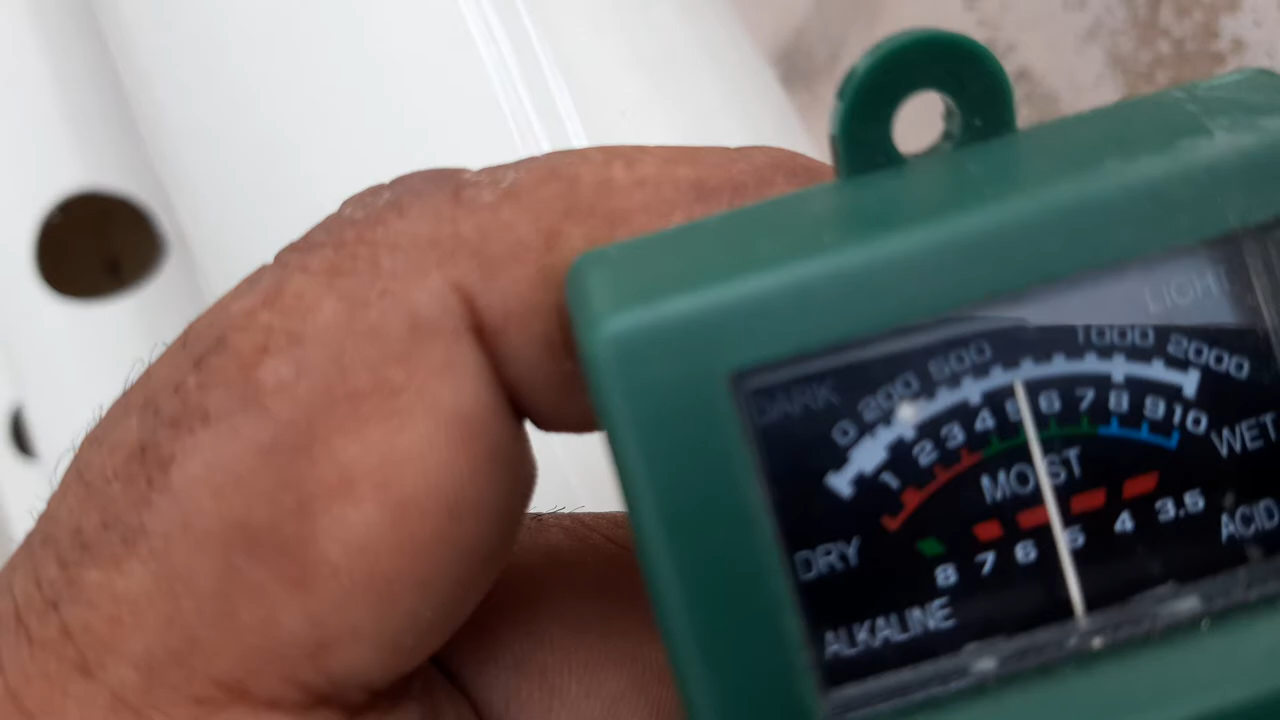 LIGHT
DARK 0 200 500 1000 2000
1 2 3 4 5 6 7 8 9 10
DRY MOIST WET
8 7 6 5 4 3.5
ALKALINE ACID